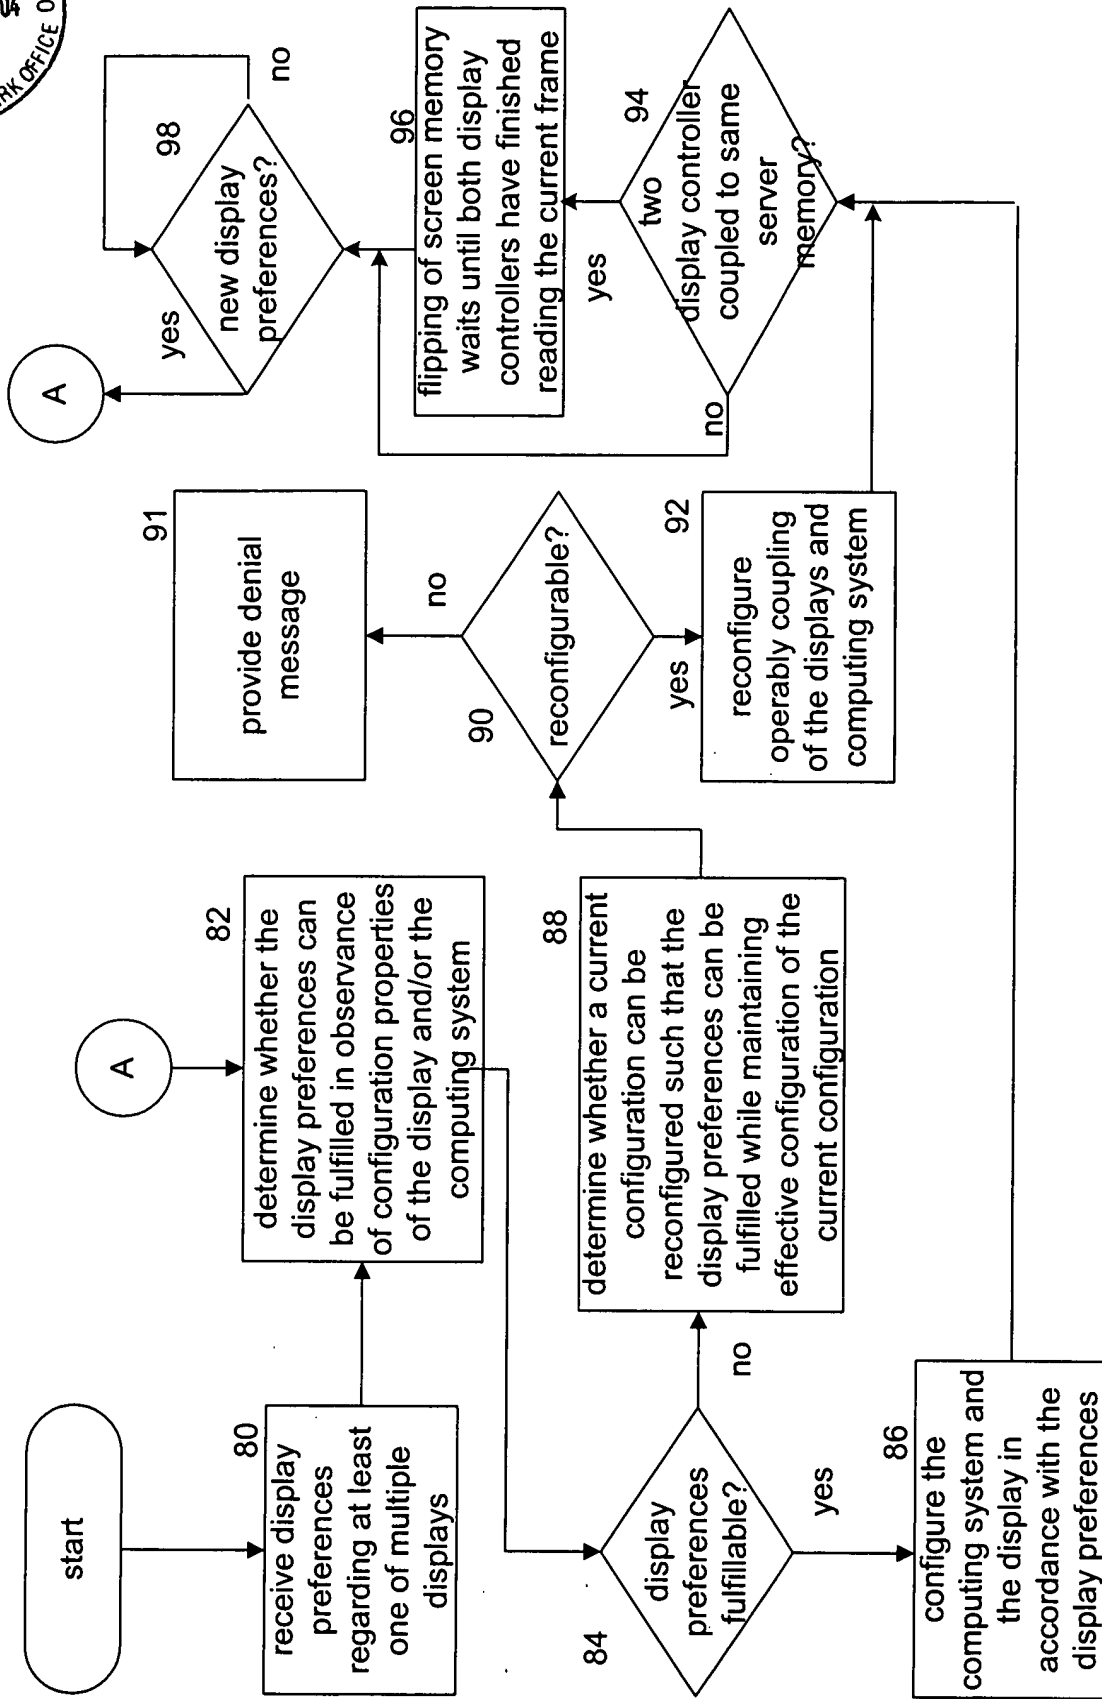 start
80
receive display
preferences
regarding at least
one of multiple
displays
A
82
determine whether the
display preferences can
be fulfilled in observance
of configuration properties
of the display and/or the
computing system
84
display
preferences
fulfillable?
yes
no
86
configure the
computing system and
the display in
accordance with the
display preferences
88
determine whether a current
configuration can be
reconfigured such that the
display preferences can be
fulfilled while maintaining
effective configuration of the
current configuration
90
reconfigurable?
no
yes
91
provide denial
message
92
reconfigure
operably coupling
of the displays and
computing system
94
two
display controller
coupled to same
server
memory?
yes
no
96
flipping of screen memory
waits until both display
controllers have finished
reading the current frame
98
new display
preferences?
no
yes
A
OFFICE